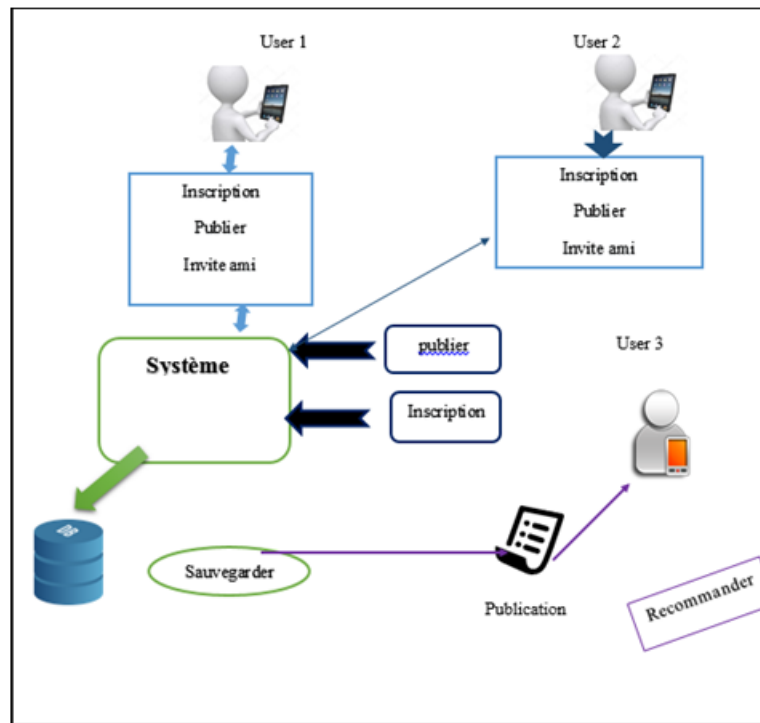 User 1
User 2
Inscription
Publier
Invite ami
Inscription
Publier
Invite ami
Système
publier
Inscription
User 3
DB
Sauvegarder
Publication
Recommander